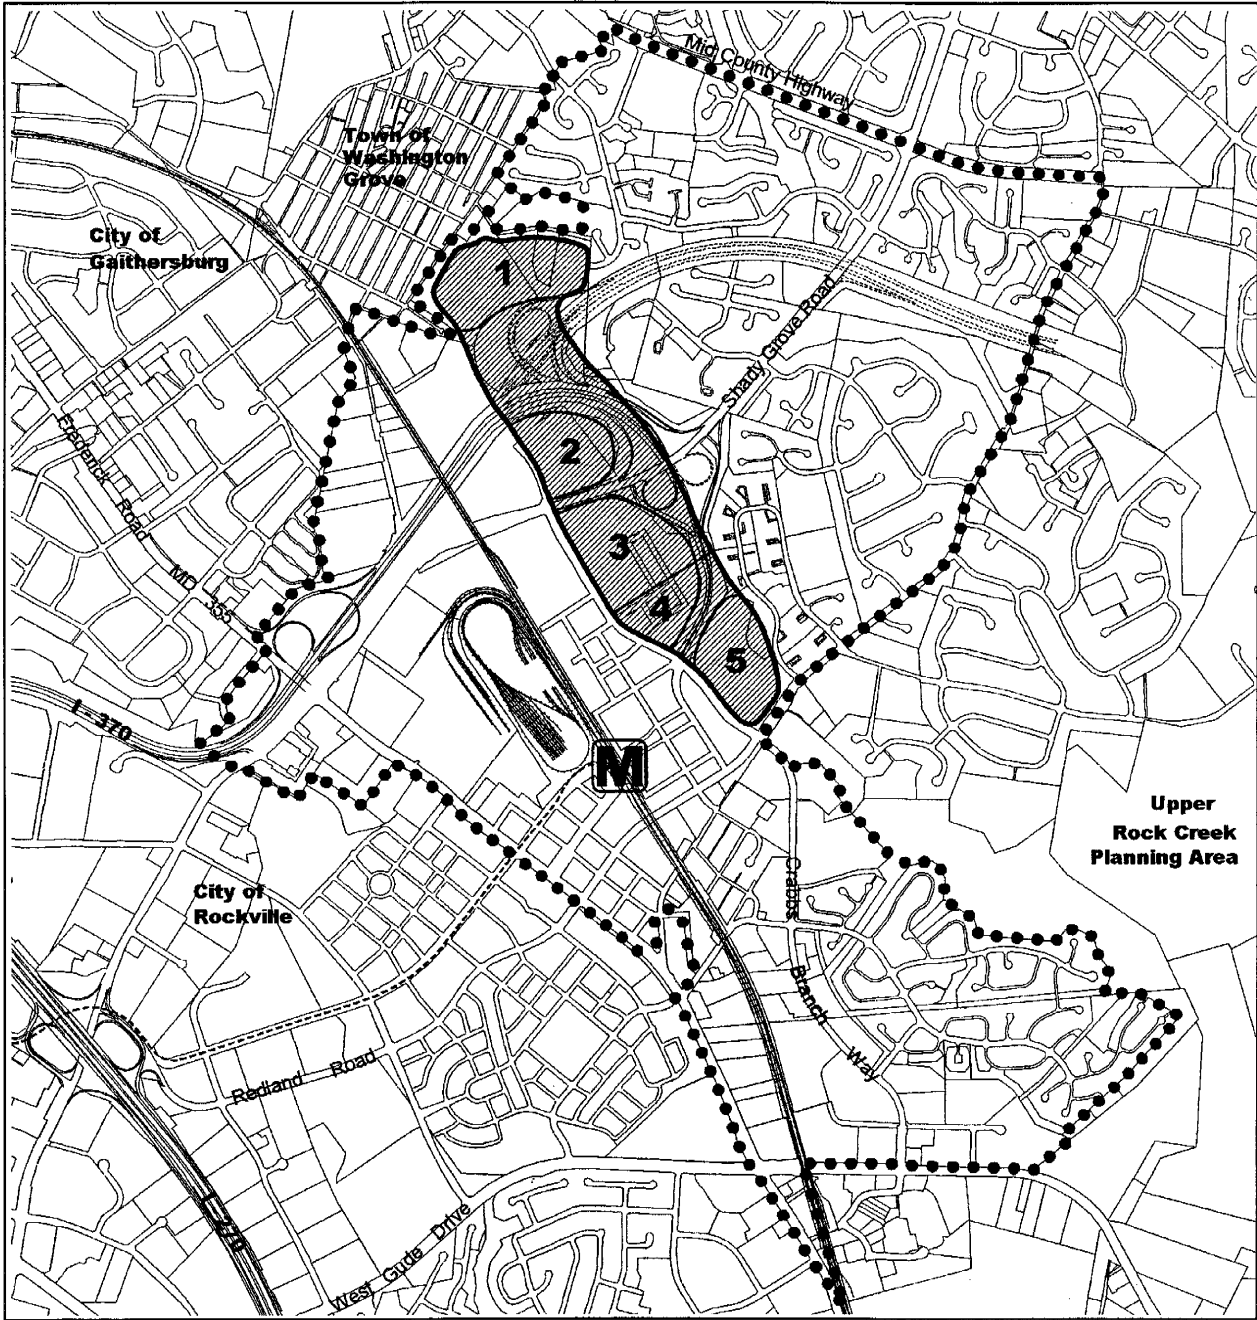 Mid County Highway
Town of
Washington
Grove
City of
Gaithersburg
1
Shady Grove Road
Frederick Road MD 355
2
3
4
5
I - 370
M
Upper
Rock Creek
Planning Area
City of
Rockville
Crabbs Branch Way
Redland Road
I - 270
West Gude Drive